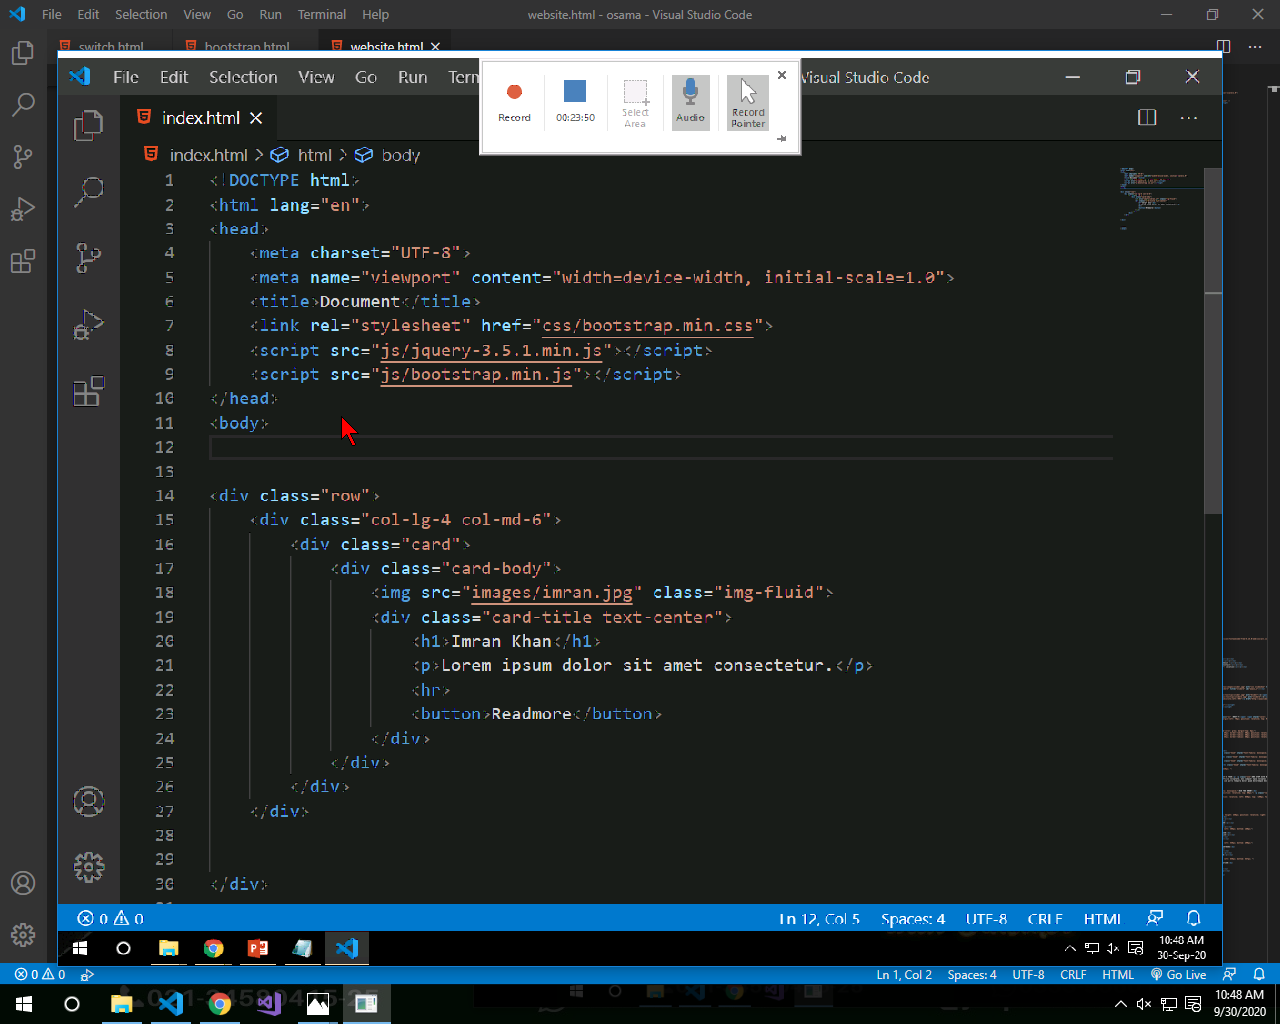 File Edit Selection View Go Run Terminal Help
website.html - osama - Visual Studio Code
switch.html bootstrap.html website.html
File Edit Selection View Go Run
Visual Studio Code
Record
00:23:50
Select Area
Audio
Record Pointer
index.html
index.html > html > body
1 <!DOCTYPE html>
2 <html lang="en">
3 <head>
4 <meta charset="UTF-8">
5 <meta name="viewport" content="width=device-width, initial-scale=1.0">
6 <title>Document</title>
7 <link rel="stylesheet" href="css/bootstrap.min.css">
8 <script src="js/jquery-3.5.1.min.js"></script>
9 <script src="js/bootstrap.min.js"></script>
10 </head>
11 <body>
12
13
14 <div class="row">
15 <div class="col-lg-4 col-md-6">
16 <div class="card">
17 <div class="card-body">
18 <img src="images/imran.jpg" class="img-fluid">
19 <div class="card-title text-center">
20 <h1>Imran Khan</h1>
21 <p>Lorem ipsum dolor sit amet consectetur.</p>
22 <hr>
23 <button>Readmore</button>
24 </div>
25 </div>
26 </div>
27 </div>
28
29
30 </div>
0 0
Ln 12, Col 5 Spaces: 4 UTF-8 CRLF HTML
10:48 AM
30-Sep-20
0 0
Ln 1, Col 2 Spaces: 4 UTF-8 CRLF HTML Go Live
10:48 AM
9/30/2020